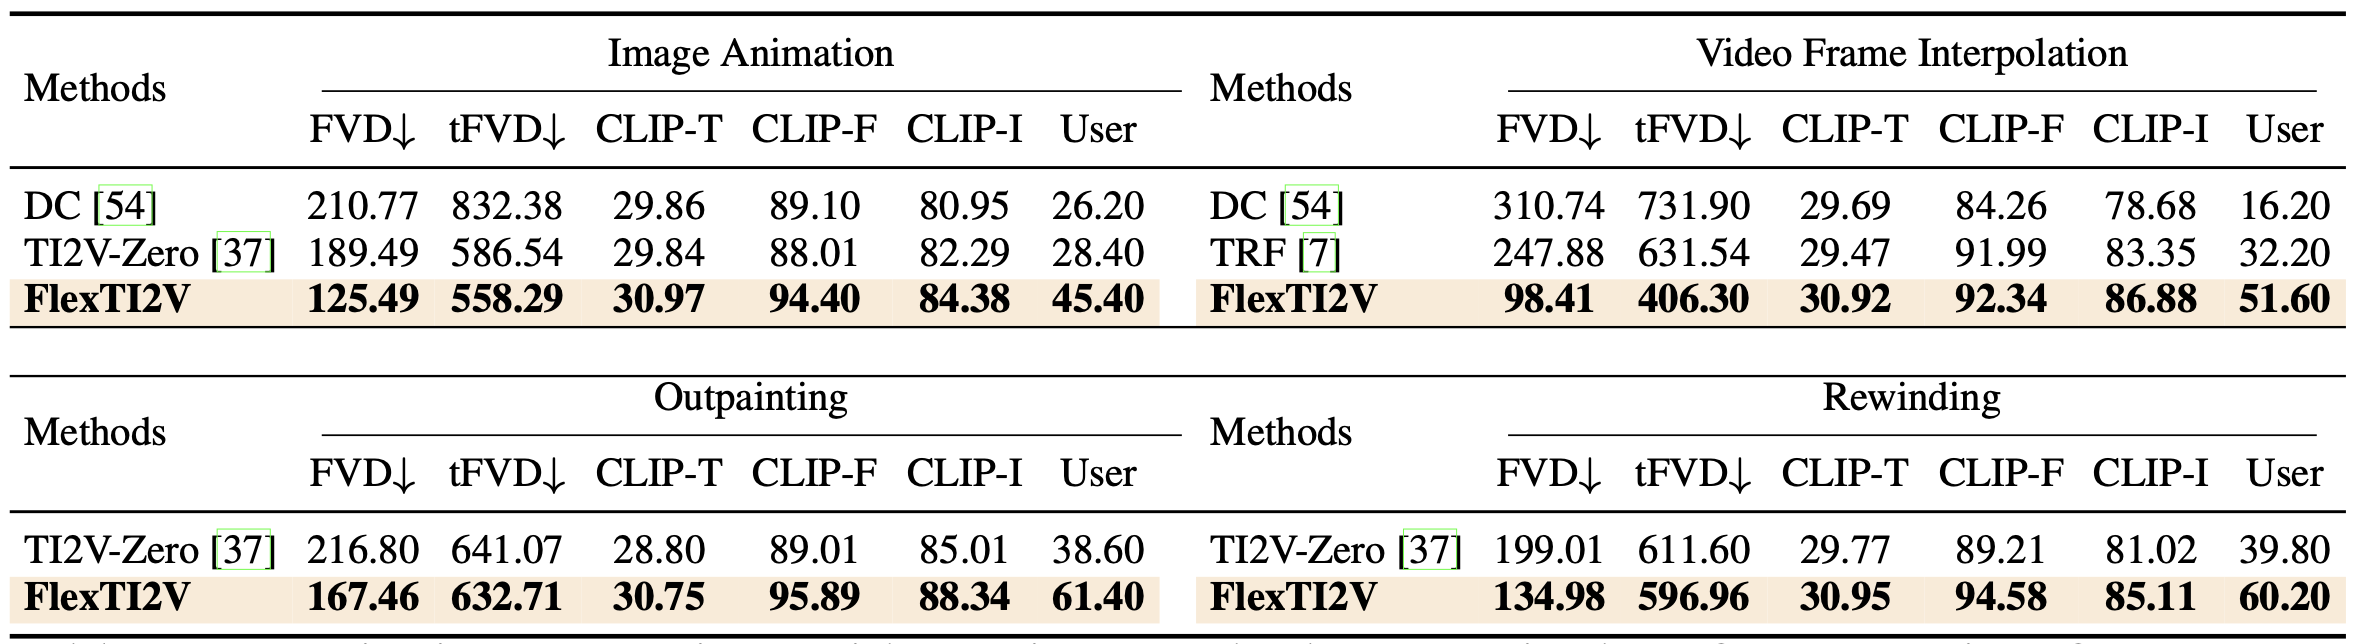 Image Animation Video Frame Interpolation
Methods Methods
FVD↓ tFVD↓ CLIP-T CLIP-F CLIP-I User FVD↓ tFVD↓ CLIP-T CLIP-F CLIP-I User
DC [54] 210.77 832.38 29.86 89.10 80.95 26.20 DC [54] 310.74 731.90 29.69 84.26 78.68 16.20
TI2V-Zero [37] 189.49 586.54 29.84 88.01 82.29 28.40 TRF [7] 247.88 631.54 29.47 91.99 83.35 32.20
FlexTI2V 125.49 558.29 30.97 94.40 84.38 45.40 FlexTI2V 98.41 406.30 30.92 92.34 86.88 51.60
Outpainting Rewinding
Methods Methods
FVD↓ tFVD↓ CLIP-T CLIP-F CLIP-I User FVD↓ tFVD↓ CLIP-T CLIP-F CLIP-I User
TI2V-Zero [37] 216.80 641.07 28.80 89.01 85.01 38.60 TI2V-Zero [37] 199.01 611.60 29.77 89.21 81.02 39.80
FlexTI2V 167.46 632.71 30.75 95.89 88.34 61.40 FlexTI2V 134.98 596.96 30.95 94.58 85.11 60.20